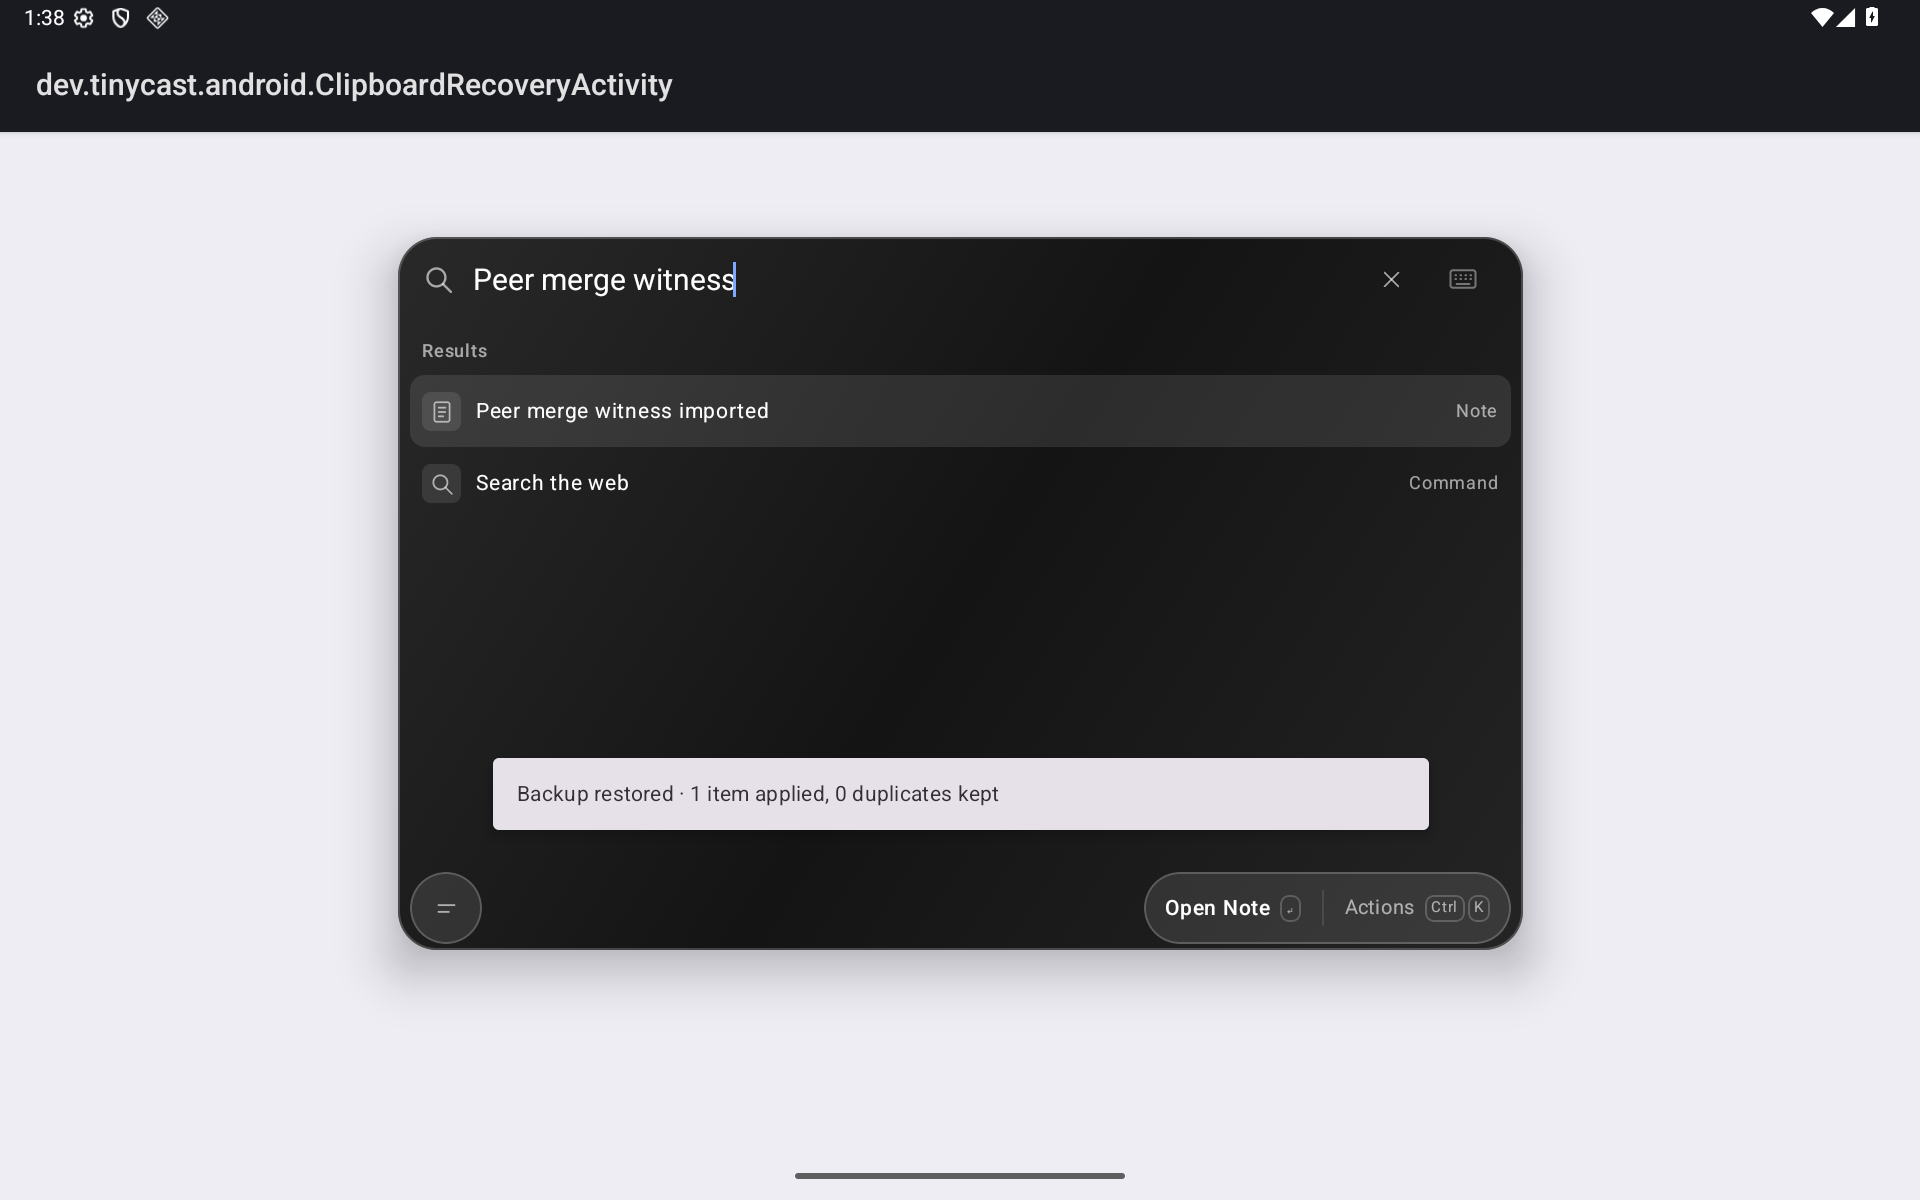 1:38
dev.tinycast.android.ClipboardRecoveryActivity
Peer merge witness
Results
Peer merge witness imported Note
Search the web Command
Backup restored · 1 item applied, 0 duplicates kept
Open Note ↵ Actions Ctrl K